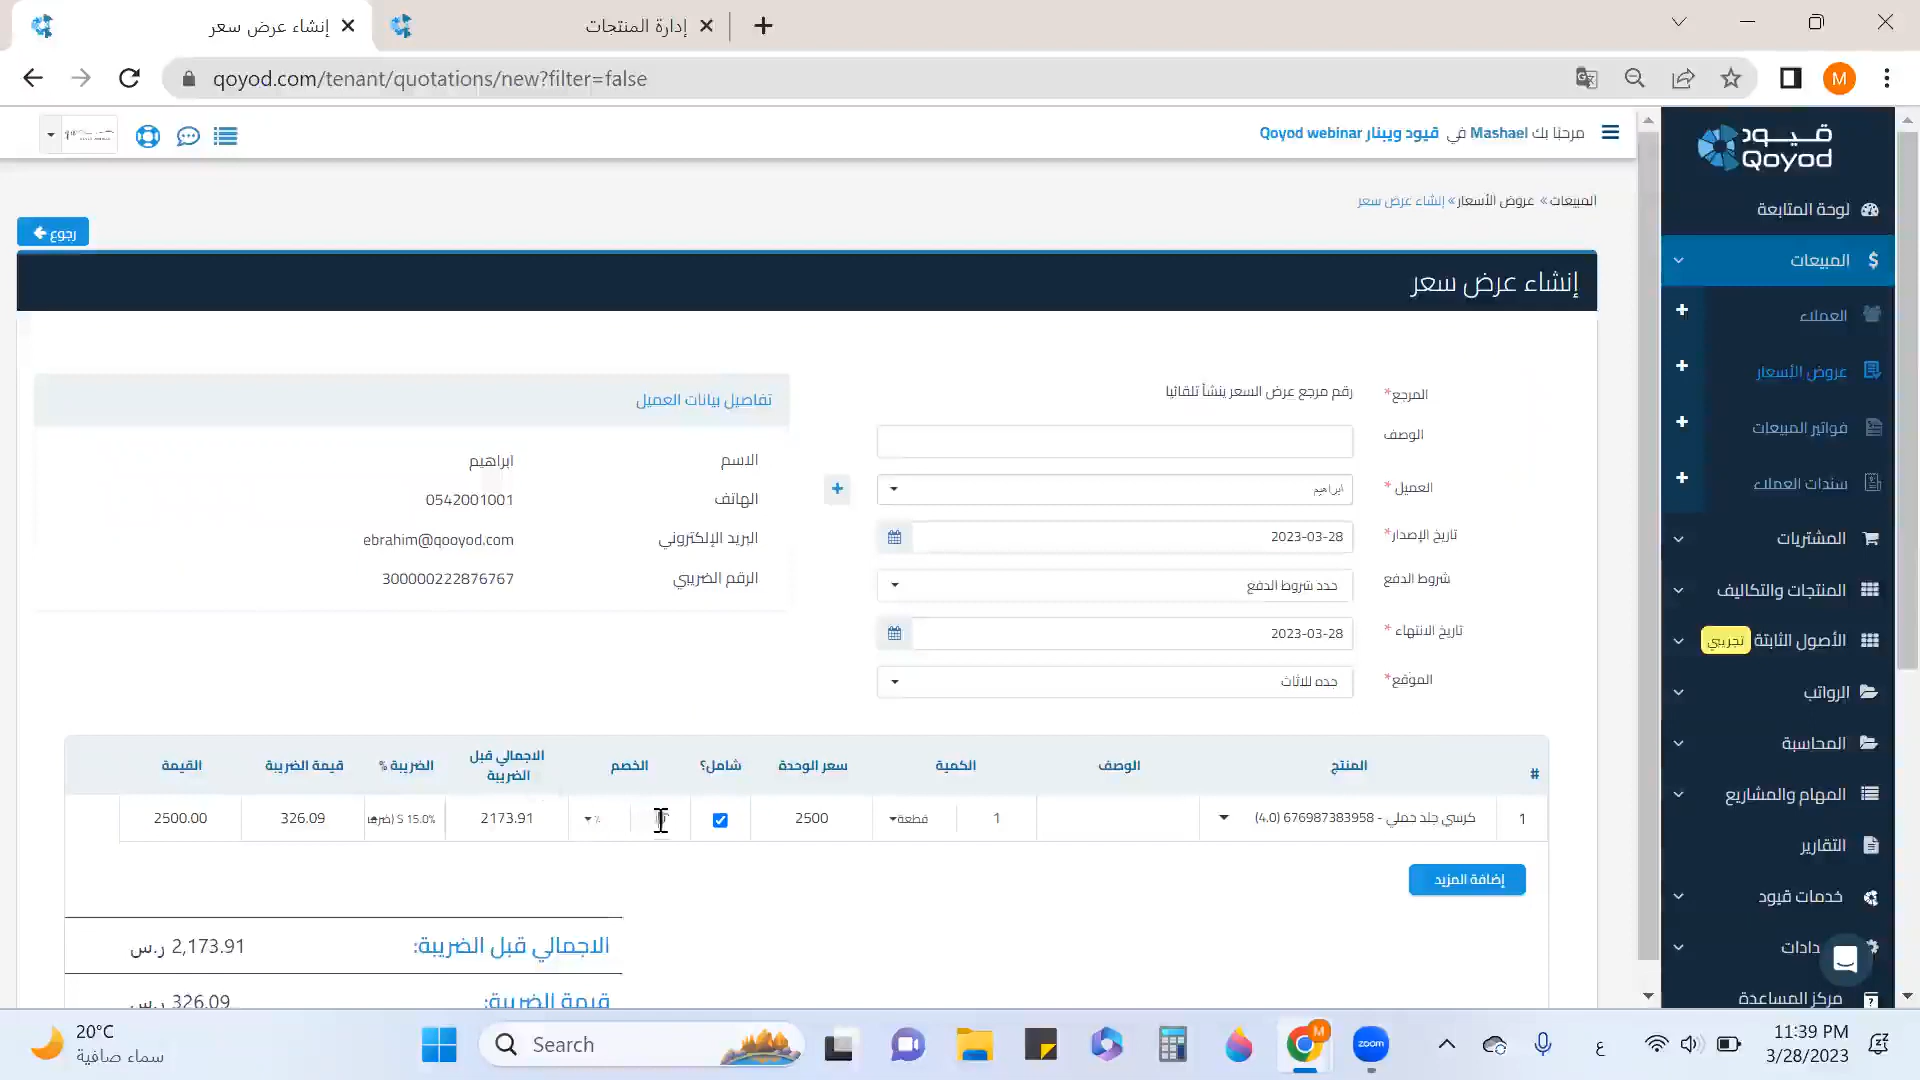 إنشاء عرض سعر
إدارة المنتجات
qoyod.com/tenant/quotations/new?filter=false
M
مرحبًا بك Mashael في قيود ويبنار Qoyod webinar
قيود
Qoyod
لوحة المتابعة
المبيعات
العملاء
عروض الأسعار
فواتير المبيعات
سندات العملاء
المشتريات
المنتجات والتكاليف
الأصول الثابتة تجريبي
الرواتب
المحاسبة
المهام والمشاريع
التقارير
خدمات قيود
دادات
مركز المساعدة
المبيعات » عروض الأسعار » إنشاء عرض سعر
رجوع
إنشاء عرض سعر
المرجع*
رقم مرجع عرض السعر ينشأ تلقائيا
الوصف
العميل *
ابراهيم
تاريخ الإصدار*
2023-03-28
شروط الدفع
حدد شروط الدفع
تاريخ الانتهاء *
2023-03-28
الموقع*
جده للاثاث
تفاصيل بيانات العميل
الاسم
ابراهيم
الهاتف
0542001001
البريد الإلكتروني
ebrahim@qooyod.com
الرقم الضريبي
300000222876767
# المنتج الوصف الكمية سعر الوحدة شامل؟ الخصم الاجمالي قبل الضريبة الضريبة % قيمة الضريبة القيمة
1 كرسي جلد جملي - 676987383958 (4.0) 1 قطعة 2500 % 2173.91 15.0% S 326.09 2500.00
إضافة المزيد
الاجمالي قبل الضريبة: 2,173.91 ر.س
قيمة الضريبة: 326.09 ر.س
20°C
سماء صافية
Search
M
zoom
ع
11:39 PM
3/28/2023